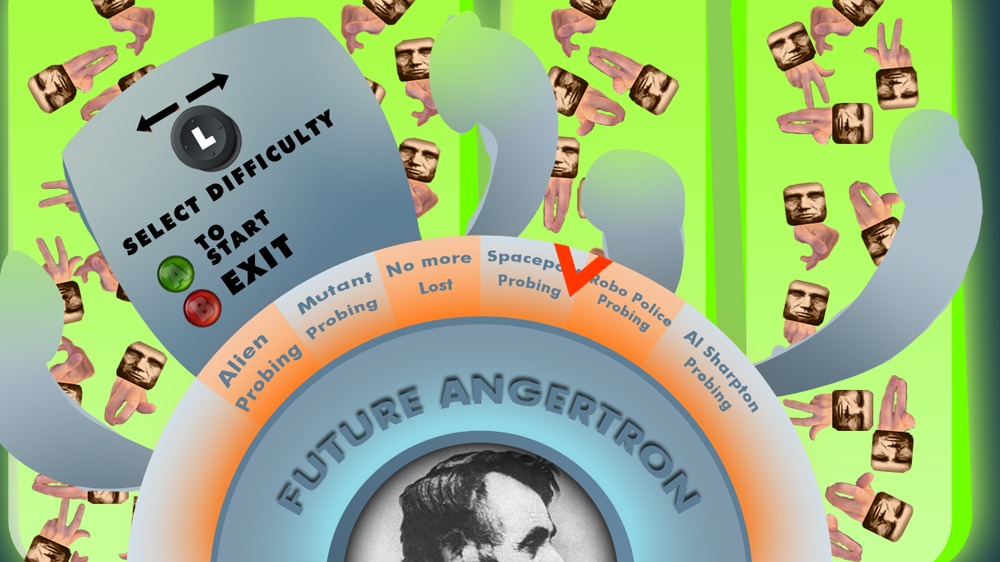 L
SELECT DIFFICULTY
A TO START
B EXIT
Alien Probing
Mutant Probing
No more Lost
Probing
Robo Police Probing
Al Sharpton Probing
FUTURE ANGERTRON